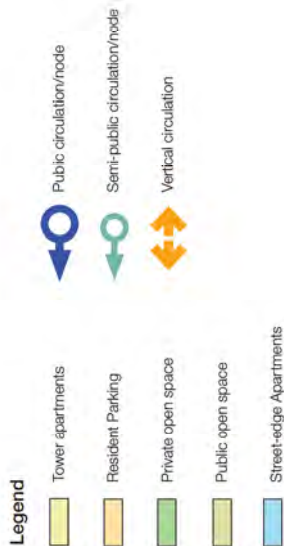 Legend
Tower apartments
Resident Parking
Private open space
Public open space
Street-edge Apartments
Pubic circulation/node
Semi-public circulation/node
Vertical circulation